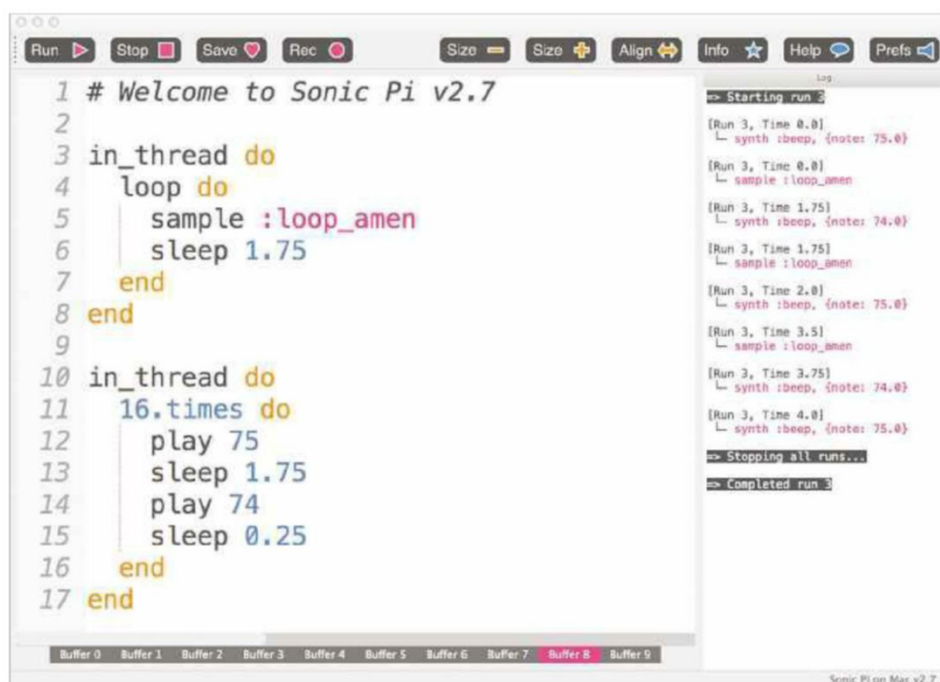 Run Stop Save Rec Size Size Align Info Help Prefs
1 # Welcome to Sonic Pi v2.7
2
3 in_thread do
4 loop do
5 sample :loop_amen
6 sleep 1.75
7 end
8 end
9
10 in_thread do
11 16.times do
12 play 75
13 sleep 1.75
14 play 74
15 sleep 0.25
16 end
17 end
Log
=> Starting run 3
[Run 3, Time 0.0]
└─ synth :beep, {note: 75.0}
[Run 3, Time 0.0]
└─ sample :loop_amen
[Run 3, Time 1.75]
└─ synth :beep, {note: 74.0}
[Run 3, Time 1.75]
└─ sample :loop_amen
[Run 3, Time 2.0]
└─ synth :beep, {note: 75.0}
[Run 3, Time 3.5]
└─ sample :loop_amen
[Run 3, Time 3.75]
└─ synth :beep, {note: 74.0}
[Run 3, Time 4.0]
└─ synth :beep, {note: 75.0}
=> Stopping all runs...
=> Completed run 3
Buffer 0 Buffer 1 Buffer 2 Buffer 3 Buffer 4 Buffer 5 Buffer 6 Buffer 7 Buffer 8 Buffer 9
Sonic Pi on Mac v2.7